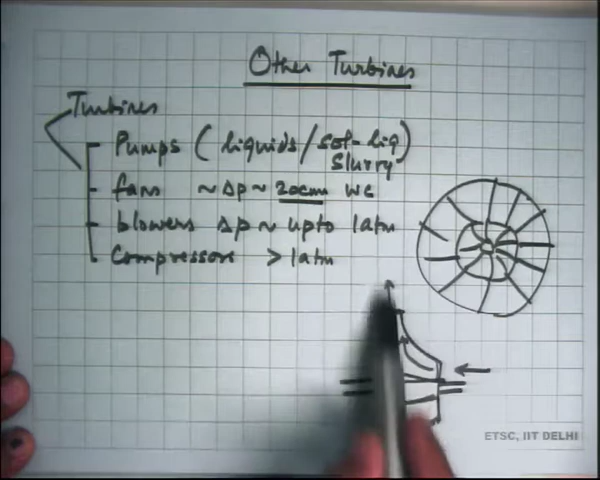 Other Turbines
Turbines
- Pumps (liquids/sol-liq
slurry)
- fans ~ Δp ~ 20cm WC
- blowers Δp ~ upto 1atm
- Compressors > 1atm
ETSC, IIT DELHI